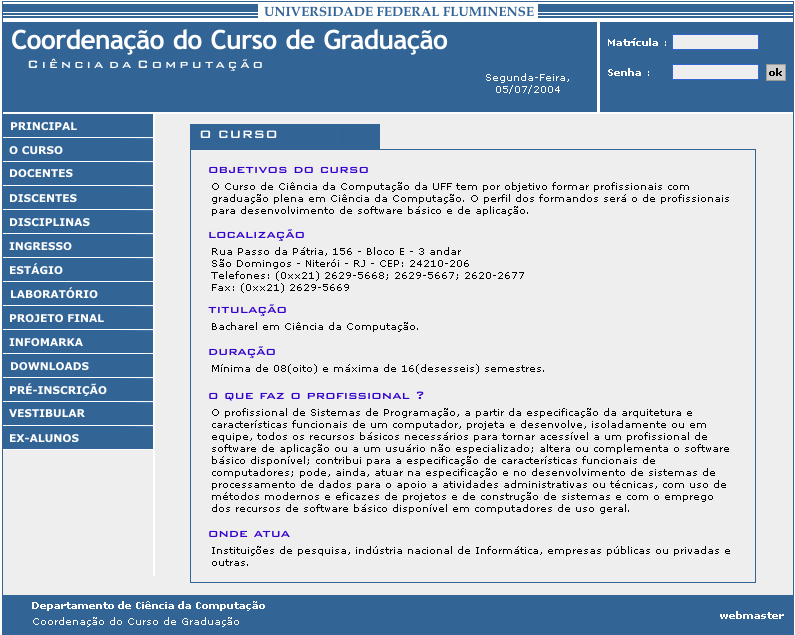 UNIVERSIDADE FEDERAL FLUMINENSE
Coordenação do Curso de Graduação
CIÊNCIA DA COMPUTAÇÃO
Segunda-Feira,
05/07/2004
Matrícula :
Senha :
ok
PRINCIPAL
O CURSO
DOCENTES
DISCENTES
DISCIPLINAS
INGRESSO
ESTÁGIO
LABORATÓRIO
PROJETO FINAL
INFOMARKA
DOWNLOADS
PRÉ-INSCRIÇÃO
VESTIBULAR
EX-ALUNOS
O CURSO
OBJETIVOS DO CURSO
O Curso de Ciência da Computação da UFF tem por objetivo formar profissionais com
graduação plena em Ciência da Computação. O perfil dos formandos será o de profissionais
para desenvolvimento de software básico e de aplicação.
LOCALIZAÇÃO
Rua Passo da Pátria, 156 - Bloco E - 3 andar
São Domingos - Niterói - RJ - CEP: 24210-206
Telefones: (0xx21) 2629-5668; 2629-5667; 2620-2677
Fax: (0xx21) 2629-5669
TITULAÇÃO
Bacharel em Ciência da Computação.
DURAÇÃO
Mínima de 08(oito) e máxima de 16(desesseis) semestres.
O QUE FAZ O PROFISSIONAL ?
O profissional de Sistemas de Programação, a partir da especificação da arquitetura e
características funcionais de um computador, projeta e desenvolve, isoladamente ou em
equipe, todos os recursos básicos necessários para tornar acessível a um profissional de
software de aplicação ou a um usuário não especializado; altera ou complementa o software
básico disponível; contribui para a especificação de características funcionais de
computadores; pode, ainda, atuar na especificação e no desenvolvimento de sistemas de
processamento de dados para o apoio a atividades administrativas ou técnicas, com uso de
métodos modernos e eficazes de projetos e de construção de sistemas e com o emprego
dos recursos de software básico disponível em computadores de uso geral.
ONDE ATUA
Instituições de pesquisa, indústria nacional de Informática, empresas públicas ou privadas e
outras.
Departamento de Ciência da Computação
Coordenação do Curso de Graduação
webmaster